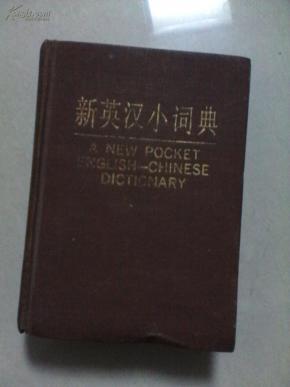 新英汉小词典
A NEW POCKET
ENGLISH—CHINESE
DICTIONARY